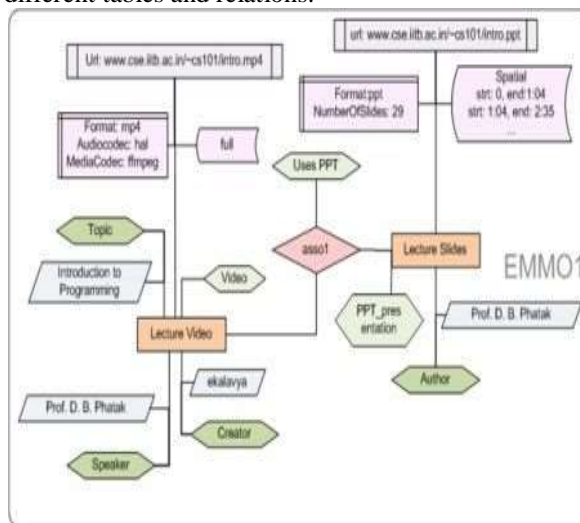 different tables and relations.
Url: www.cse.iitb.ac.in/~cs101/intro.mp4
url: www.cse.iitb.ac.in/~cs101/intro.ppt
Format: mp4
Audiocodec: hal
MediaCodec: ffmpeg
full
Format:ppt
NumberOfSlides: 29
Spatial
strt: 0, end:1:04
strt: 1:04, end: 2:35
...
Uses PPT
Topic
Introduction to
Programming
asso1
Lecture Slides
EMMO1
Video
Lecture Video
PPT_pres
entation
Prof. D. B. Phatak
ekalavya
Author
Prof. D. B. Phatak
Creator
Speaker